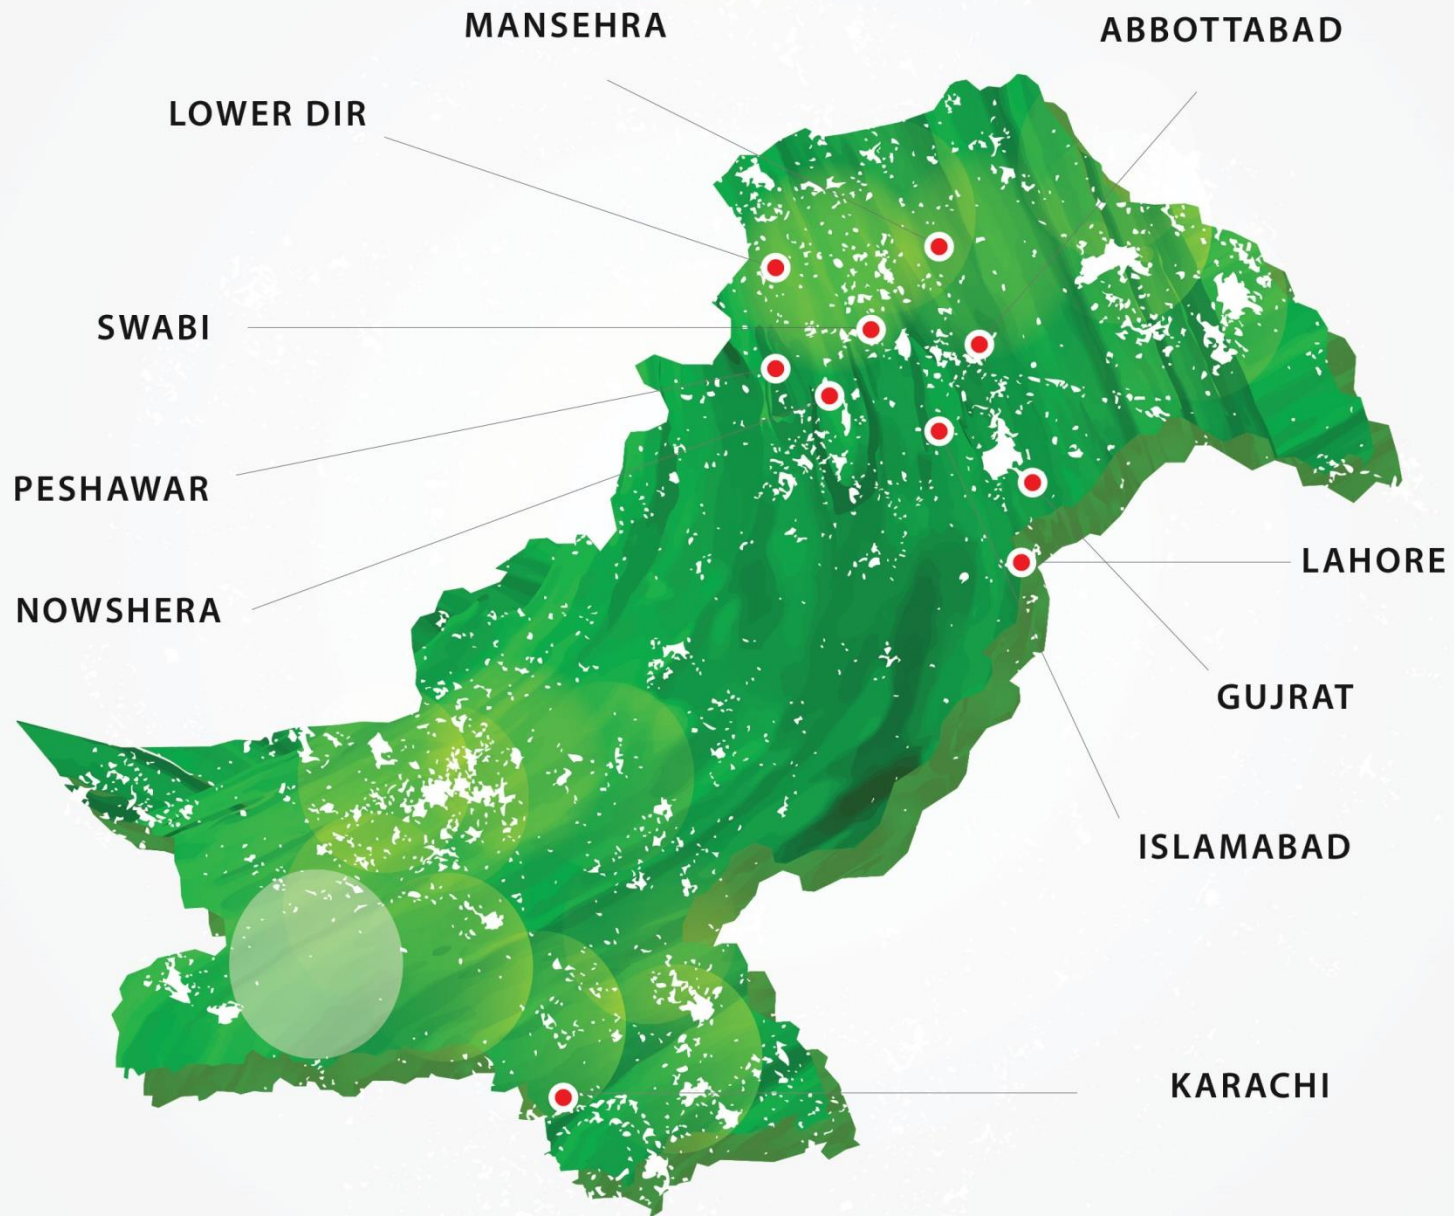 MANSEHRA
ABBOTTABAD
LOWER DIR
SWABI
PESHAWAR
LAHORE
NOWSHERA
GUJRAT
ISLAMABAD
KARACHI